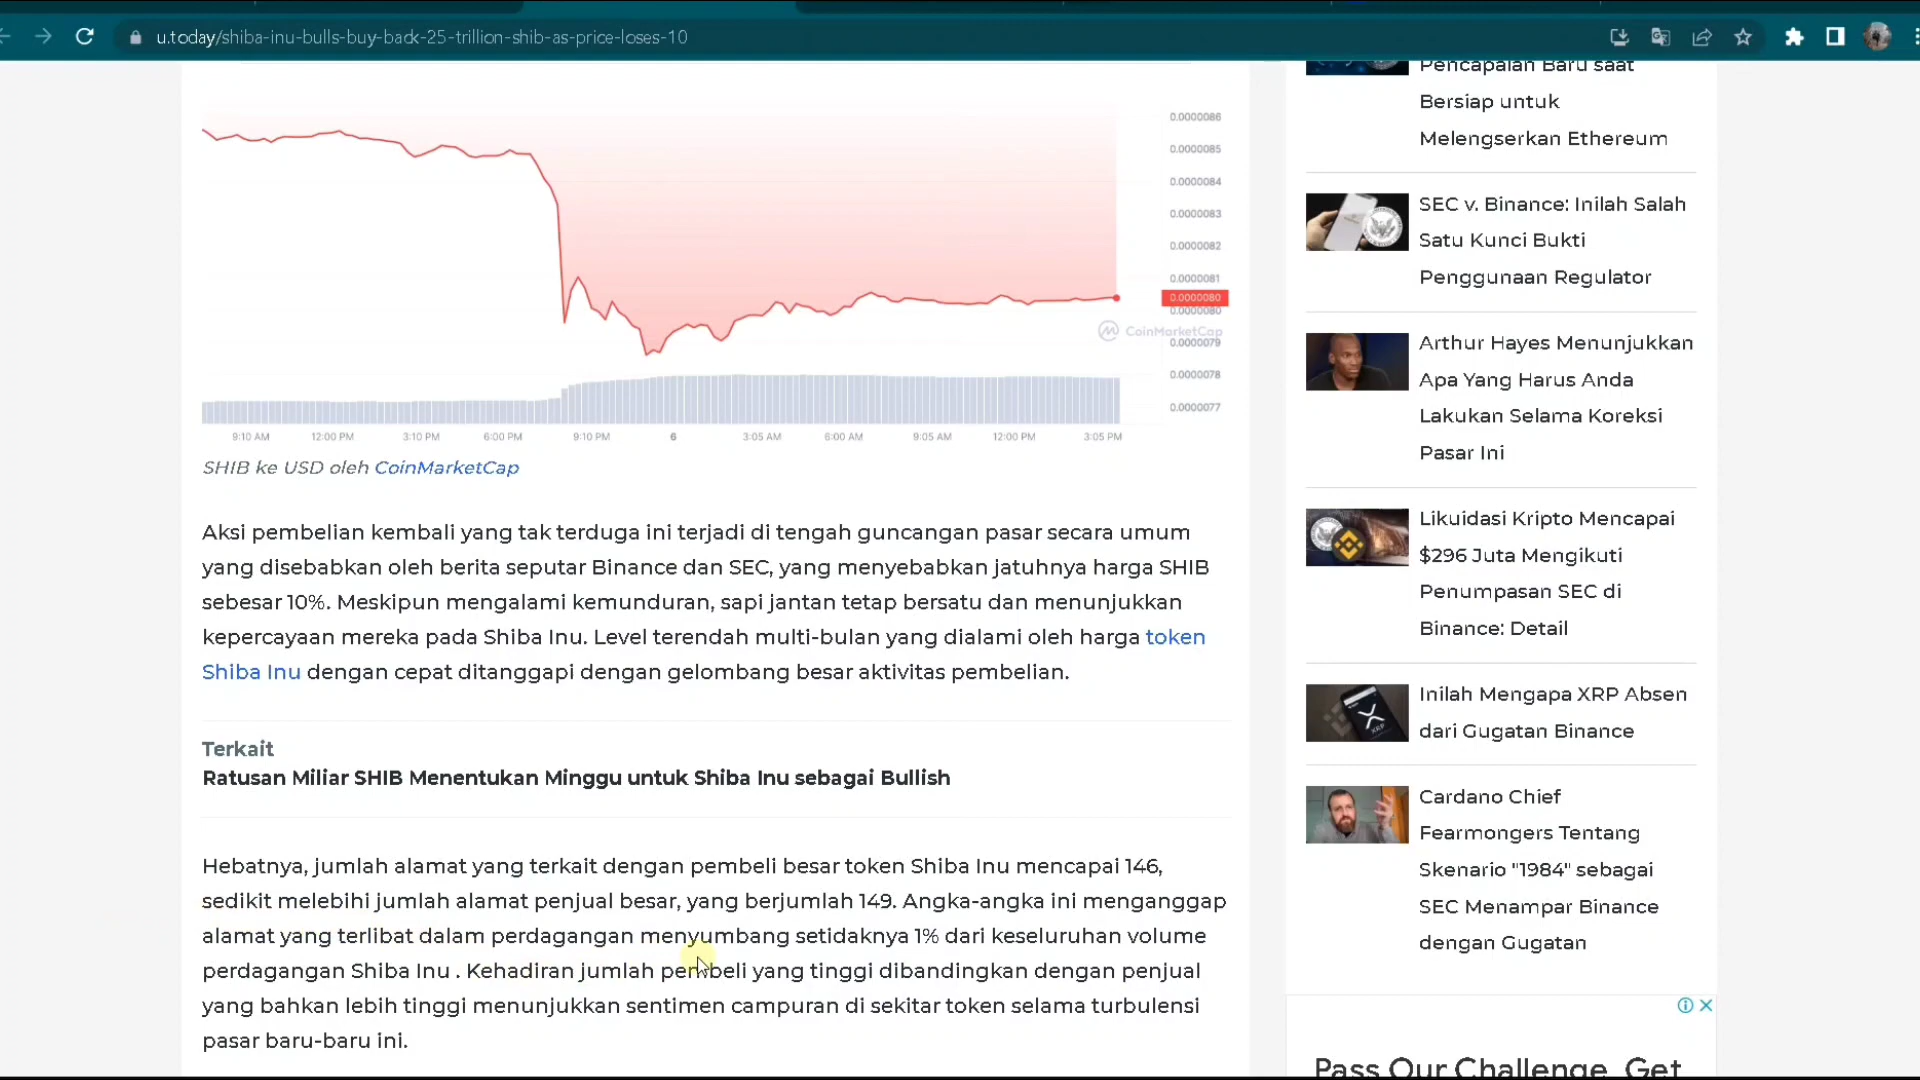 u.today/shiba-inu-bulls-buy-back-25-trillion-shib-as-price-loses-10
0.0000086
0.0000085
0.0000084
0.0000083
0.0000082
0.0000081
0.0000080
0.0000080
CoinMarketCap
0.0000079
0.0000078
0.0000077
9:10 AM 12:00 PM 3:10 PM 6:00 PM 9:10 PM 6 3:05 AM 6:00 AM 9:05 AM 12:00 PM 3:05 PM
SHIB ke USD oleh CoinMarketCap
Aksi pembelian kembali yang tak terduga ini terjadi di tengah guncangan pasar secara umum
yang disebabkan oleh berita seputar Binance dan SEC, yang menyebabkan jatuhnya harga SHIB
sebesar 10%. Meskipun mengalami kemunduran, sapi jantan tetap bersatu dan menunjukkan
kepercayaan mereka pada Shiba Inu. Level terendah multi-bulan yang dialami oleh harga token
Shiba Inu dengan cepat ditanggapi dengan gelombang besar aktivitas pembelian.
Terkait
Ratusan Miliar SHIB Menentukan Minggu untuk Shiba Inu sebagai Bullish
Hebatnya, jumlah alamat yang terkait dengan pembeli besar token Shiba Inu mencapai 146,
sedikit melebihi jumlah alamat penjual besar, yang berjumlah 149. Angka-angka ini menganggap
alamat yang terlibat dalam perdagangan menyumbang setidaknya 1% dari keseluruhan volume
perdagangan Shiba Inu . Kehadiran jumlah pembeli yang tinggi dibandingkan dengan penjual
yang bahkan lebih tinggi menunjukkan sentimen campuran di sekitar token selama turbulensi
pasar baru-baru ini.
Pencapaian Baru saat
Bersiap untuk
Melengserkan Ethereum
SEC v. Binance: Inilah Salah
Satu Kunci Bukti
Penggunaan Regulator
Arthur Hayes Menunjukkan
Apa Yang Harus Anda
Lakukan Selama Koreksi
Pasar Ini
Likuidasi Kripto Mencapai
$296 Juta Mengikuti
Penumpasan SEC di
Binance: Detail
Inilah Mengapa XRP Absen
dari Gugatan Binance
XRP
Cardano Chief
Fearmongers Tentang
Skenario "1984" sebagai
SEC Menampar Binance
dengan Gugatan
Pass Our Challenge, Get